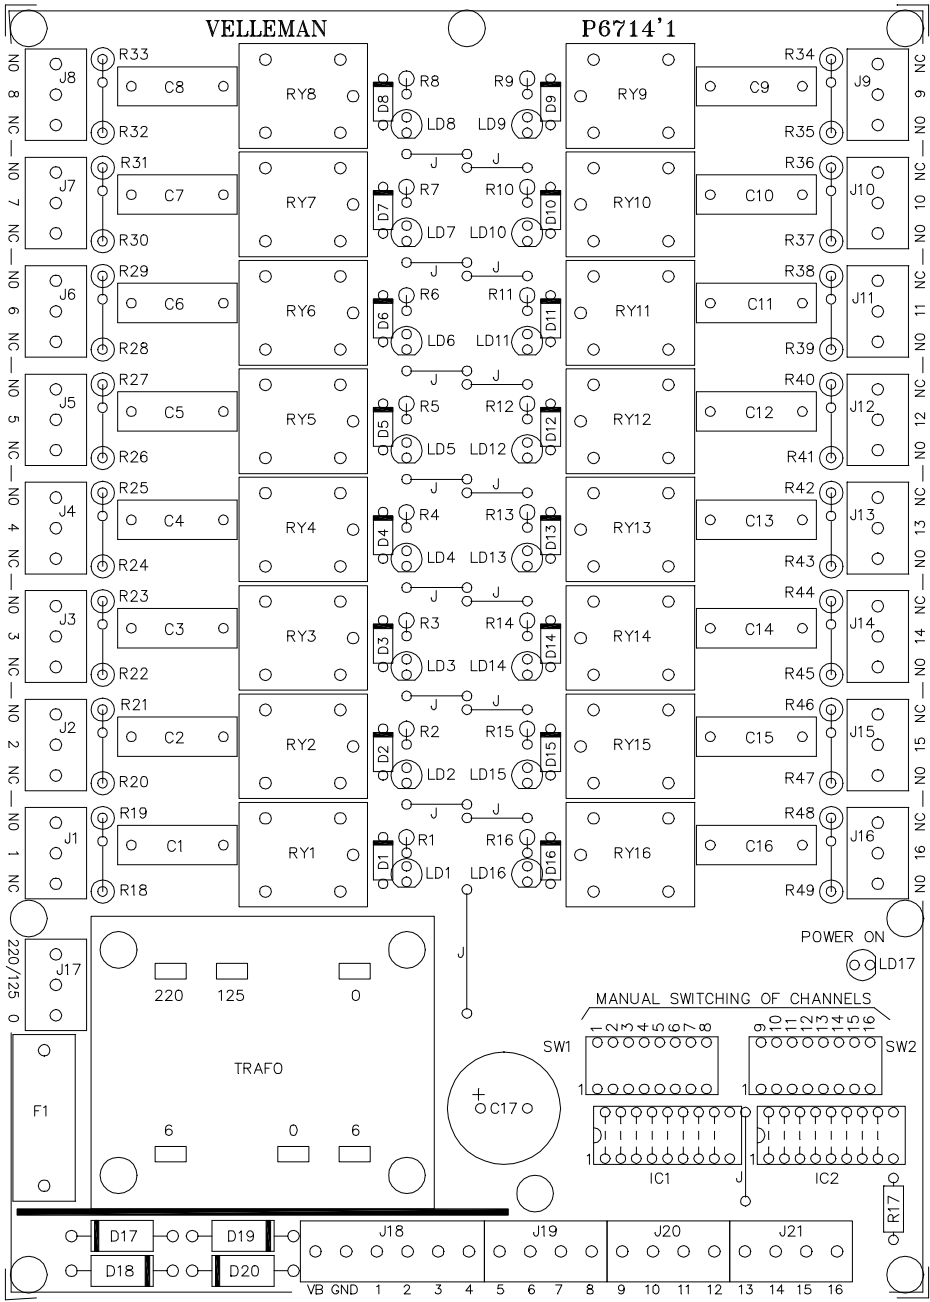 VELLEMAN P6714'1
R33 R34
NO 8 NC J8 C8 RY8 D8 R8 R9 D9 RY9 C9 J9 NO 9 NC
R32 LD8 LD9 R35
J J
R31 R36
NO 7 NC J7 C7 RY7 D7 R7 R10 D10 RY10 C10 J10 NO 10 NC
R30 LD7 LD10 R37
J J
R29 R38
NO 6 NC J6 C6 RY6 D6 R6 R11 D11 RY11 C11 J11 NO 11 NC
R28 LD6 LD11 R39
J J
R27 R40
NO 5 NC J5 C5 RY5 D5 R5 R12 D12 RY12 C12 J12 NO 12 NC
R26 LD5 LD12 R41
J J
R25 R42
NO 4 NC J4 C4 RY4 D4 R4 R13 D13 RY13 C13 J13 NO 13 NC
R24 LD4 LD13 R43
J J
R23 R44
NO 3 NC J3 C3 RY3 D3 R3 R14 D14 RY14 C14 J14 NO 14 NC
R22 LD3 LD14 R45
J J
R21 R46
NO 2 NC J2 C2 RY2 D2 R2 R15 D15 RY15 C15 J15 NO 15 NC
R20 LD2 LD15 R47
J J
R19 R48
NO 1 NC J1 C1 RY1 D1 R1 R16 D16 RY16 C16 J16 NO 16 NC
R18 LD1 LD16 R49
POWER ON
220/125 0 J17 J LD17
220 125 0
MANUAL SWITCHING OF CHANNELS
1 2 3 4 5 6 7 8 9 10 11 12 13 14 15 16
SW1 SW2
TRAFO
1 1
F1 + C17
6 0 6
1 1
IC1 J IC2
R17
D17 D19 J18 J19 J20 J21
D18 D20
VB GND 1 2 3 4 5 6 7 8 9 10 11 12 13 14 15 16